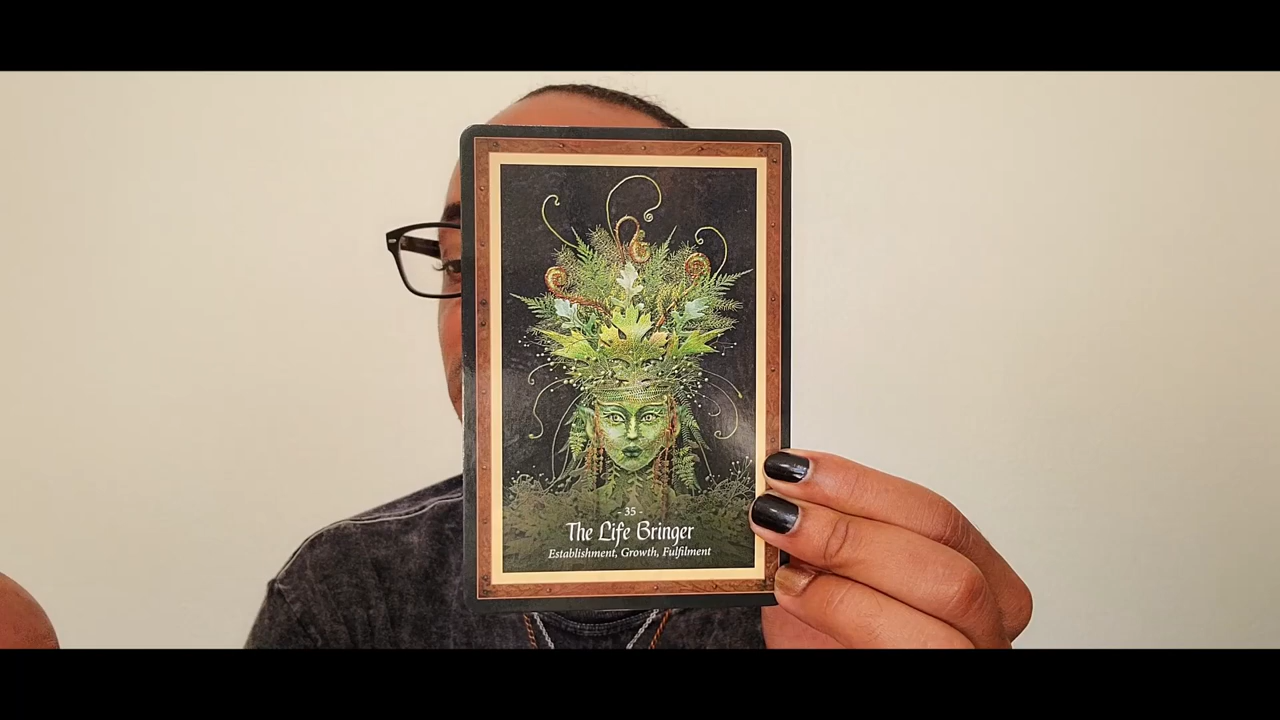 - 35 -
The Life Bringer
Establishment, Growth, Fulfilment